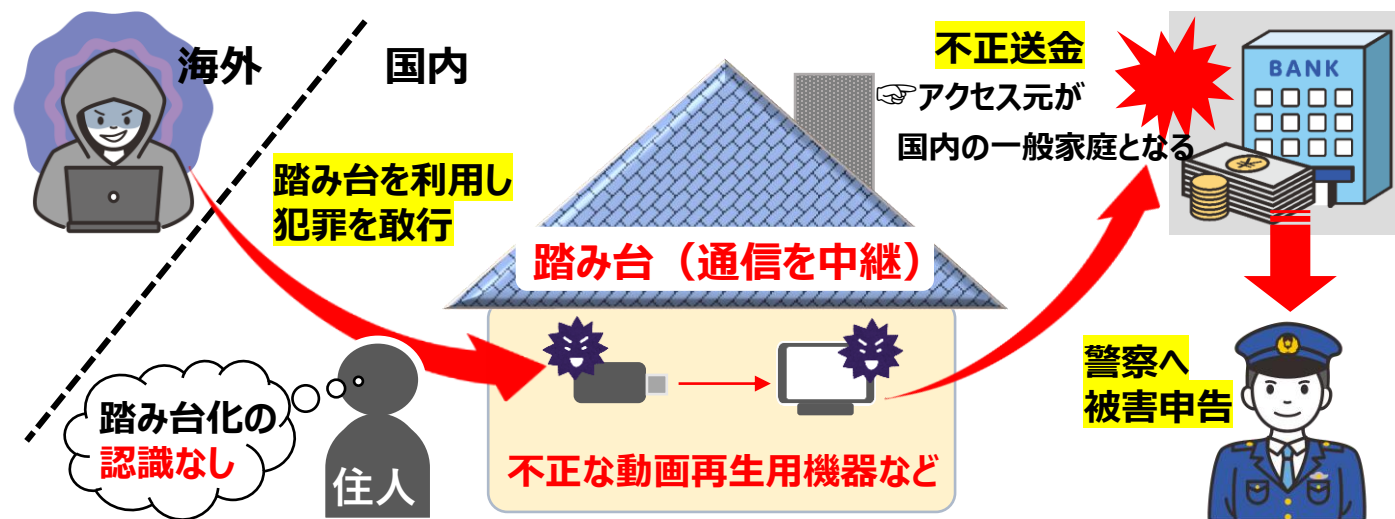 海外
国内
踏み台を利用し
犯罪を敢行
不正送金
☞アクセス元が
国内の一般家庭となる
BANK
踏み台（通信を中継）
踏み台化の
認識なし
住人
不正な動画再生用機器など
警察へ
被害申告